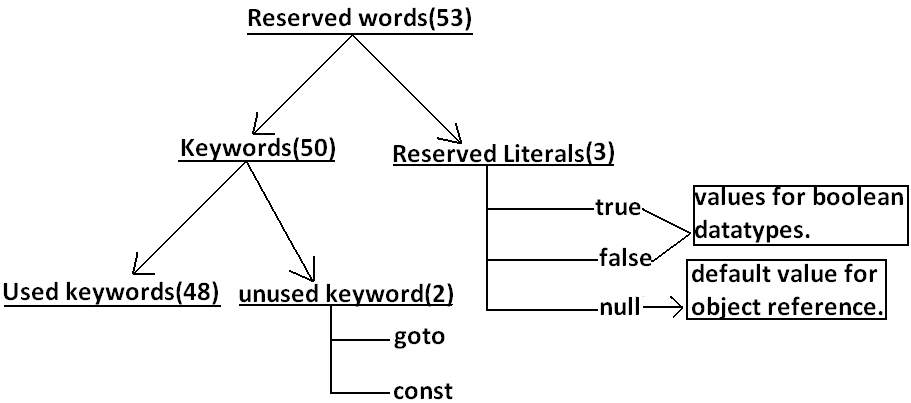 Reserved words(53)
Keywords(50)
Reserved Literals(3)
true
false
null
values for boolean
datatypes.
default value for
object reference.
Used keywords(48)
unused keyword(2)
goto
const